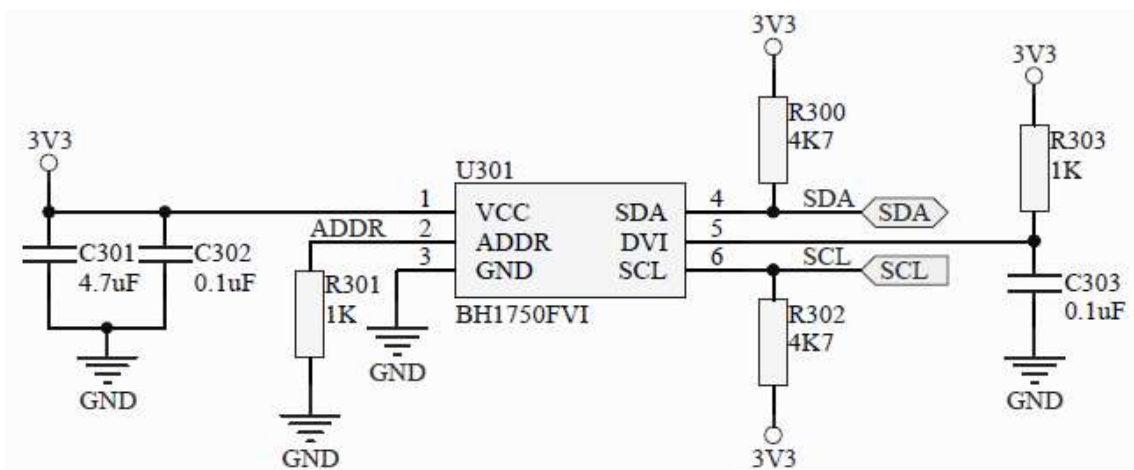 3V3
3V3
3V3
R300
4K7
R303
1K
U301
1
VCC
SDA
4
SDA
SDA
ADDR
2
ADDR
DVI
5
3
GND
SCL
6
SCL
SCL
C301
4.7uF
C302
0.1uF
R301
1K
BH1750FVI
R302
4K7
C303
0.1uF
GND
GND
GND
GND
3V3